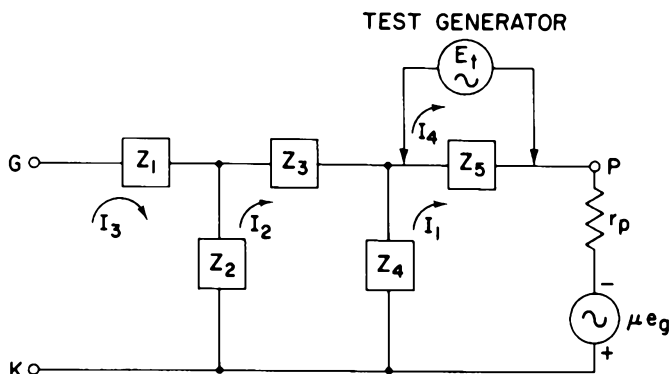 TEST GENERATOR
Et
I4
G
Z1
Z3
Z5
P
I3
I2
I1
rp
Z2
Z4
−
μeg
+
K